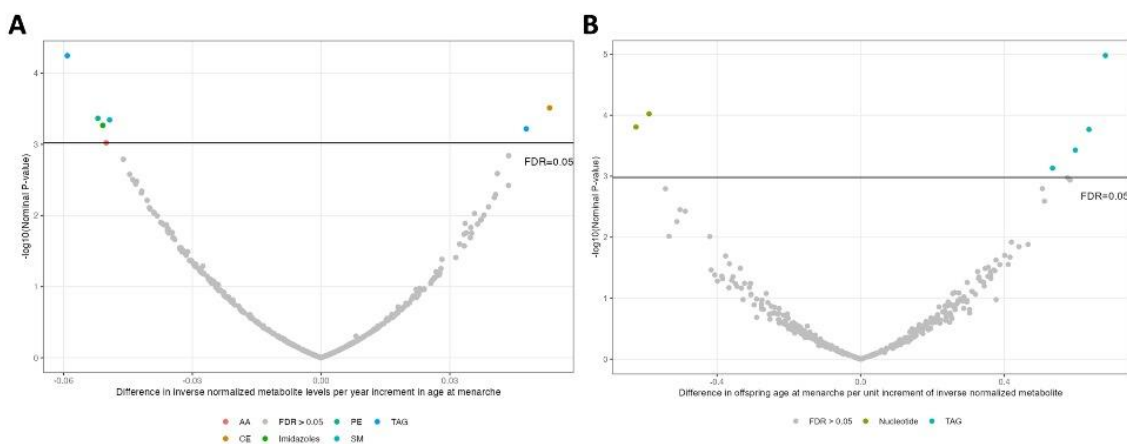 A
B
4
3
2
1
0
-log10(Nominal P-value)
FDR=0.05
-0.06
-0.03
0.00
0.03
Difference in inverse normalized metabolite levels per year increment in age at menarche
AA
FDR > 0.05
PE
TAG
CE
Imidazoles
SM
5
4
3
2
1
0
-log10(Nominal P-value)
FDR=0.05
-0.4
0.0
0.4
Difference in offspring age at menarche per unit increment of inverse normalized metabolite
FDR > 0.05
Nucleotide
TAG